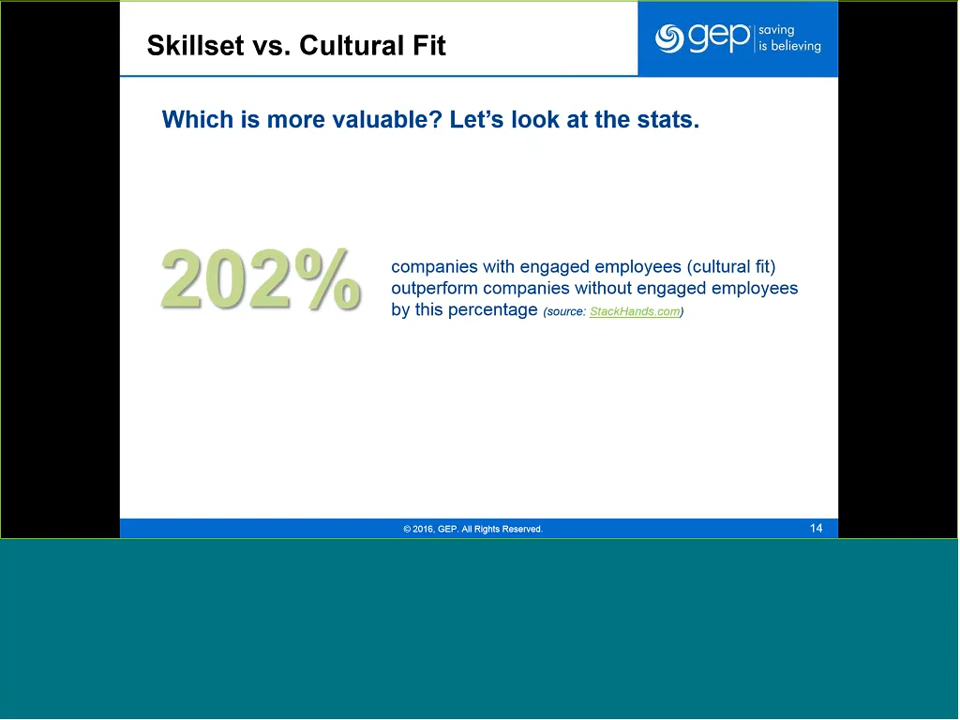 Skillset vs. Cultural Fit
gep
saving
is believing
Which is more valuable? Let’s look at the stats.
202%
companies with engaged employees (cultural fit)
outperform companies without engaged employees
by this percentage (source: StackHands.com)
© 2016, GEP. All Rights Reserved.
14